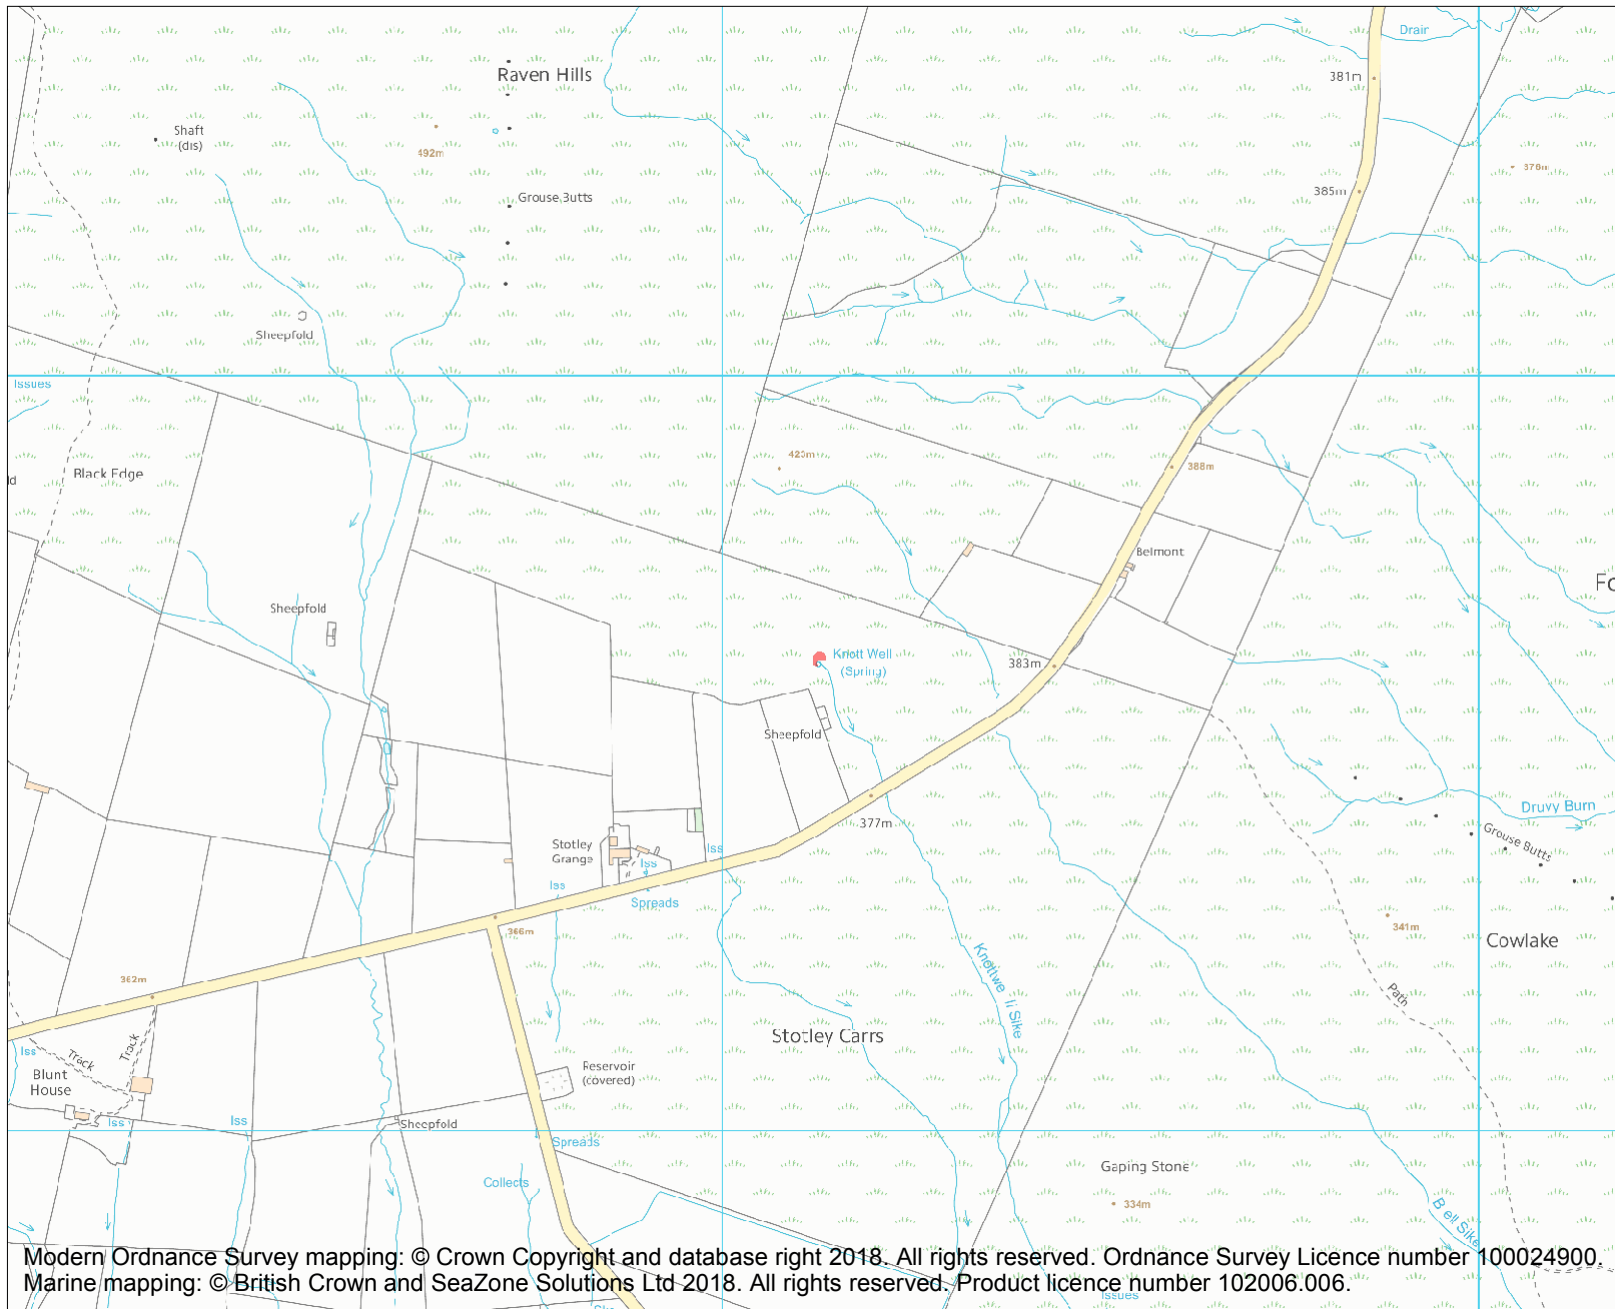 Drair
Raven Hills
381m
Shaft
(dis)
492m
376m
385m
Grouse Butts
Sheepfold
Issues
423m
388m
Black Edge
ld
Belmont
Fo
Sheepfold
Knott Well
(Spring)
383m
Sheepfold
Druvy Burn
377m
Grouse Butts
Stotley
Grange
Iss
Iss
Iss
Spreads
366m
341m
Cowlake
362m
Knottwell Sike
Path
Stotley Carrs
Track
Track
Iss
Blunt
House
Reservoir
(covered)
Iss
Iss
Sheepfold
Spreads
Gaping Stone
Collects
334m
Bell Sike
Modern Ordnance Survey mapping: © Crown Copyright and database right 2018. All rights reserved. Ordnance Survey Licence number 100024900.
Marine mapping: © British Crown and SeaZone Solutions Ltd 2018. All rights reserved. Product licence number 102006.006.
Issues